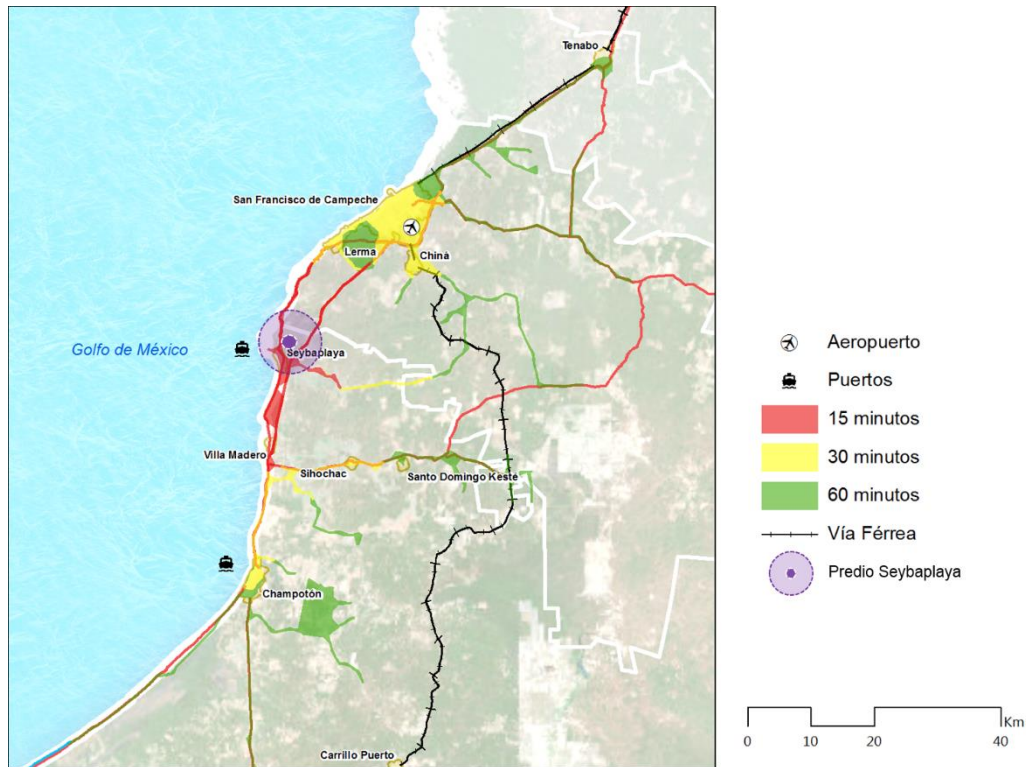 Tenabo
San Francisco de Campeche
Lerma
China
Golfo de México
Seybaplaya
Villa Madero
Sihochac
Santo Domingo Keste
Champotón
Carrillo Puerto
Aeropuerto
Puertos
15 minutos
30 minutos
60 minutos
Vía Férrea
Predio Seybaplaya
Km
0 10 20 40